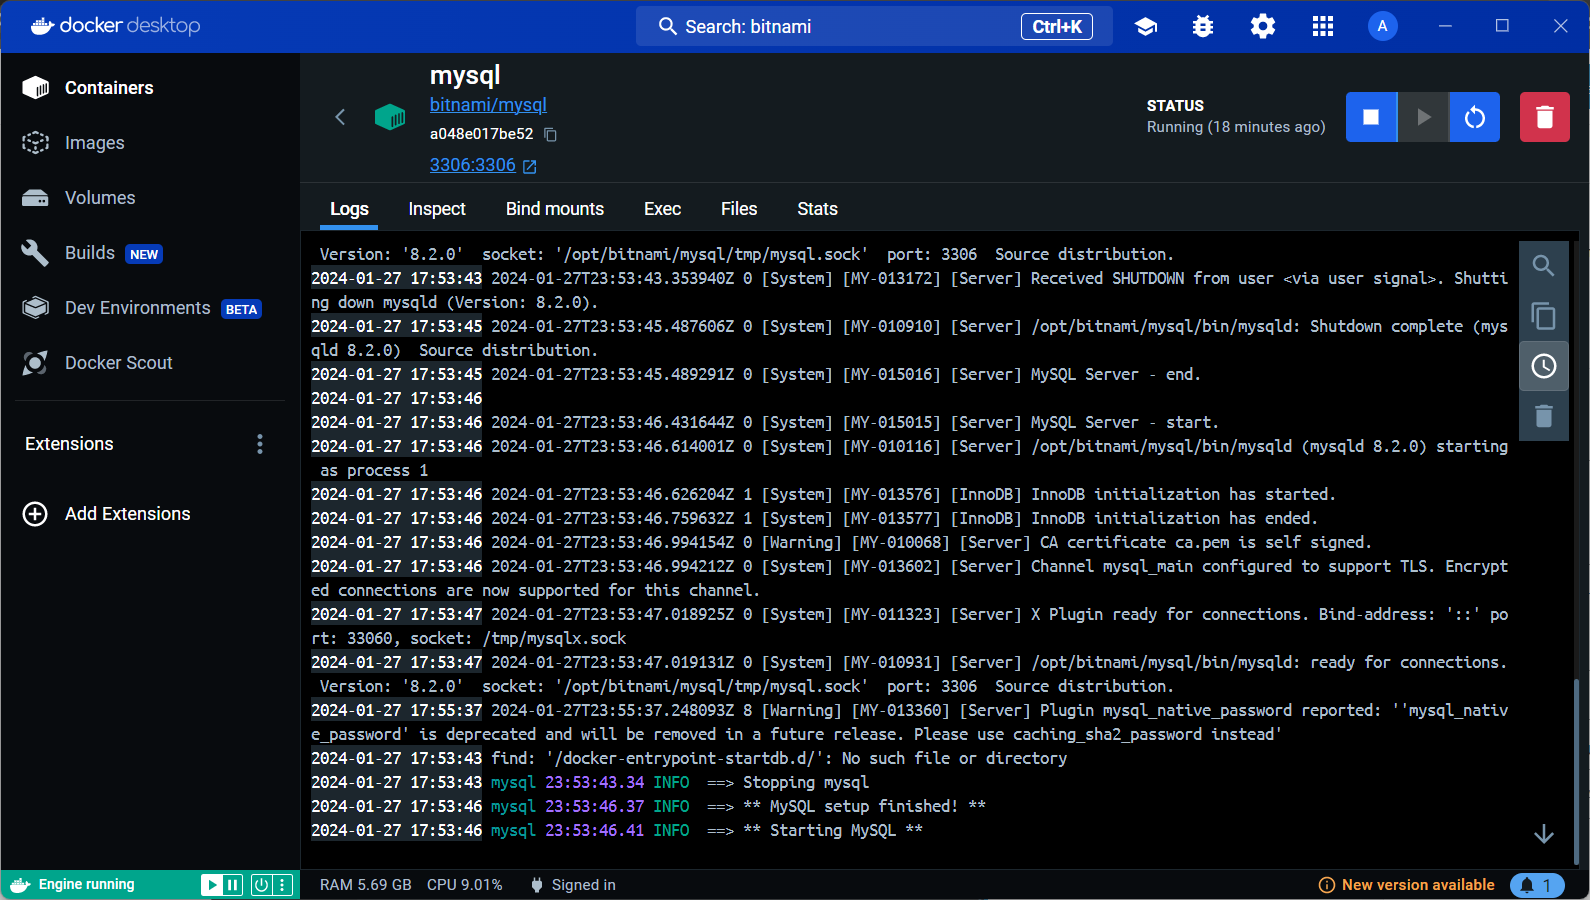 docker desktop
Search: bitnami
Ctrl+K
A
Containers
Images
Volumes
Builds NEW
Dev Environments BETA
Docker Scout
Extensions
Add Extensions
mysql
bitnami/mysql
a048e017be52
3306:3306
STATUS
Running (18 minutes ago)
Logs Inspect Bind mounts Exec Files Stats
Version: '8.2.0'  socket: '/opt/bitnami/mysql/tmp/mysql.sock'  port: 3306  Source distribution.
2024-01-27 17:53:43 2024-01-27T23:53:43.353940Z 0 [System] [MY-013172] [Server] Received SHUTDOWN from user <via user signal>. Shutti
ng down mysqld (Version: 8.2.0).
2024-01-27 17:53:45 2024-01-27T23:53:45.487606Z 0 [System] [MY-010910] [Server] /opt/bitnami/mysql/bin/mysqld: Shutdown complete (mys
qld 8.2.0)  Source distribution.
2024-01-27 17:53:45 2024-01-27T23:53:45.489291Z 0 [System] [MY-015016] [Server] MySQL Server - end.
2024-01-27 17:53:46
2024-01-27 17:53:46 2024-01-27T23:53:46.431644Z 0 [System] [MY-015015] [Server] MySQL Server - start.
2024-01-27 17:53:46 2024-01-27T23:53:46.614001Z 0 [System] [MY-010116] [Server] /opt/bitnami/mysql/bin/mysqld (mysqld 8.2.0) starting
as process 1
2024-01-27 17:53:46 2024-01-27T23:53:46.626204Z 1 [System] [MY-013576] [InnoDB] InnoDB initialization has started.
2024-01-27 17:53:46 2024-01-27T23:53:46.759632Z 1 [System] [MY-013577] [InnoDB] InnoDB initialization has ended.
2024-01-27 17:53:46 2024-01-27T23:53:46.994154Z 0 [Warning] [MY-010068] [Server] CA certificate ca.pem is self signed.
2024-01-27 17:53:46 2024-01-27T23:53:46.994212Z 0 [System] [MY-013602] [Server] Channel mysql_main configured to support TLS. Encrypt
ed connections are now supported for this channel.
2024-01-27 17:53:47 2024-01-27T23:53:47.018925Z 0 [System] [MY-011323] [Server] X Plugin ready for connections. Bind-address: '::' po
rt: 33060, socket: /tmp/mysqlx.sock
2024-01-27 17:53:47 2024-01-27T23:53:47.019131Z 0 [System] [MY-010931] [Server] /opt/bitnami/mysql/bin/mysqld: ready for connections.
Version: '8.2.0'  socket: '/opt/bitnami/mysql/tmp/mysql.sock'  port: 3306  Source distribution.
2024-01-27 17:55:37 2024-01-27T23:55:37.248093Z 8 [Warning] [MY-013360] [Server] Plugin mysql_native_password reported: ''mysql_nativ
e_password' is deprecated and will be removed in a future release. Please use caching_sha2_password instead'
2024-01-27 17:53:43 find: '/docker-entrypoint-startdb.d/': No such file or directory
2024-01-27 17:53:43 mysql 23:53:43.34 INFO  ==> Stopping mysql
2024-01-27 17:53:46 mysql 23:53:46.37 INFO  ==> ** MySQL setup finished! **
2024-01-27 17:53:46 mysql 23:53:46.41 INFO  ==> ** Starting MySQL **
Engine running
RAM 5.69 GB CPU 9.01% Signed in
New version available
1